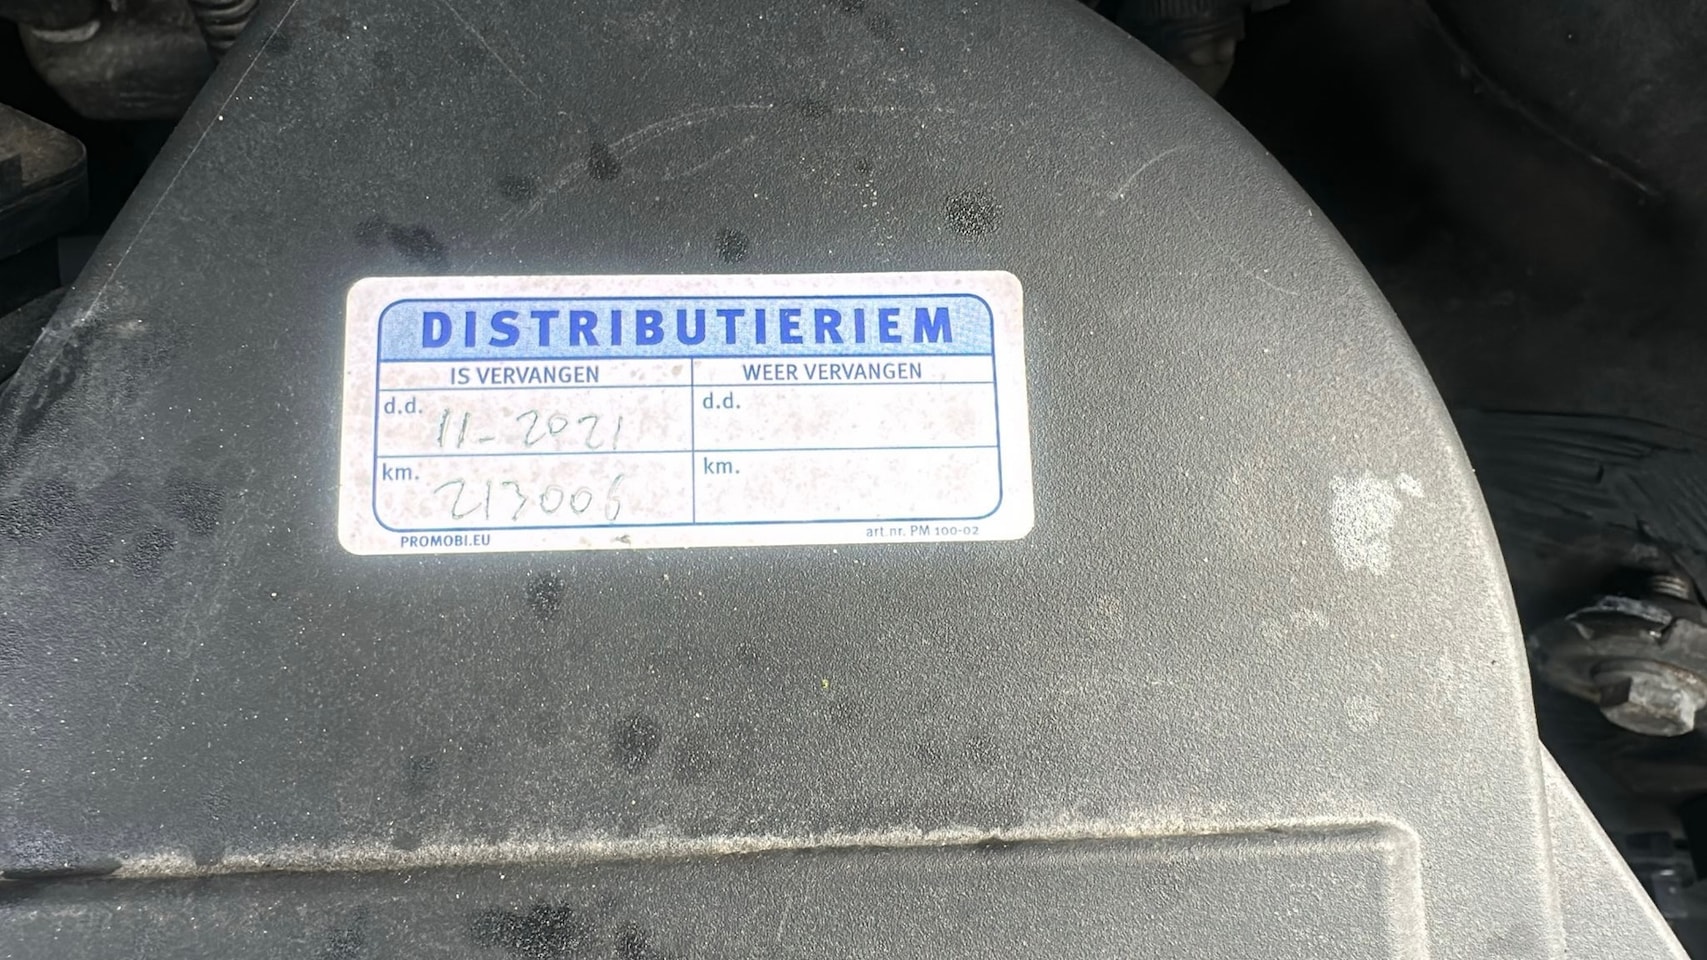 DISTRIBUTIERIEM
IS VERVANGEN WEER VERVANGEN
d.d. 11-2021 d.d.
km. 213006 km.
PROMOBI.EU art.nr. PM 100-02